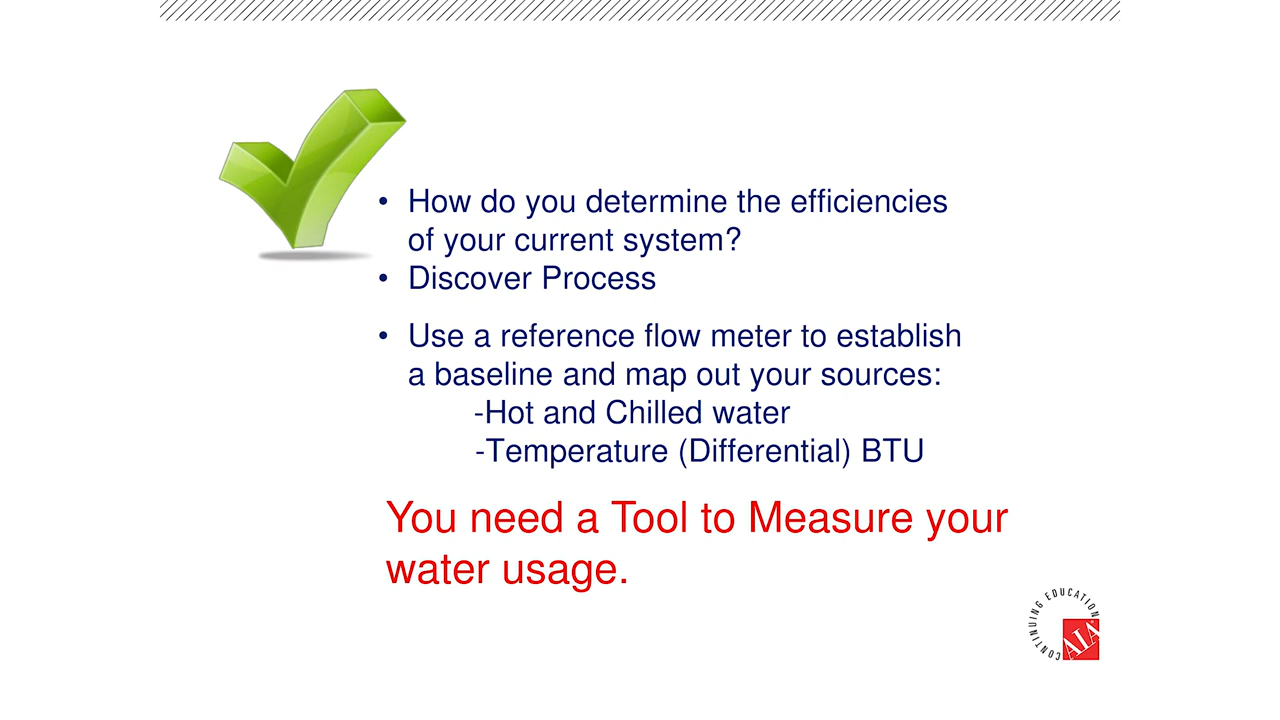 • How do you determine the efficiencies
of your current system?
• Discover Process
• Use a reference flow meter to establish
a baseline and map out your sources:
-Hot and Chilled water
-Temperature (Differential) BTU
You need a Tool to Measure your
water usage.
CONTINUING EDUCATION
AIA